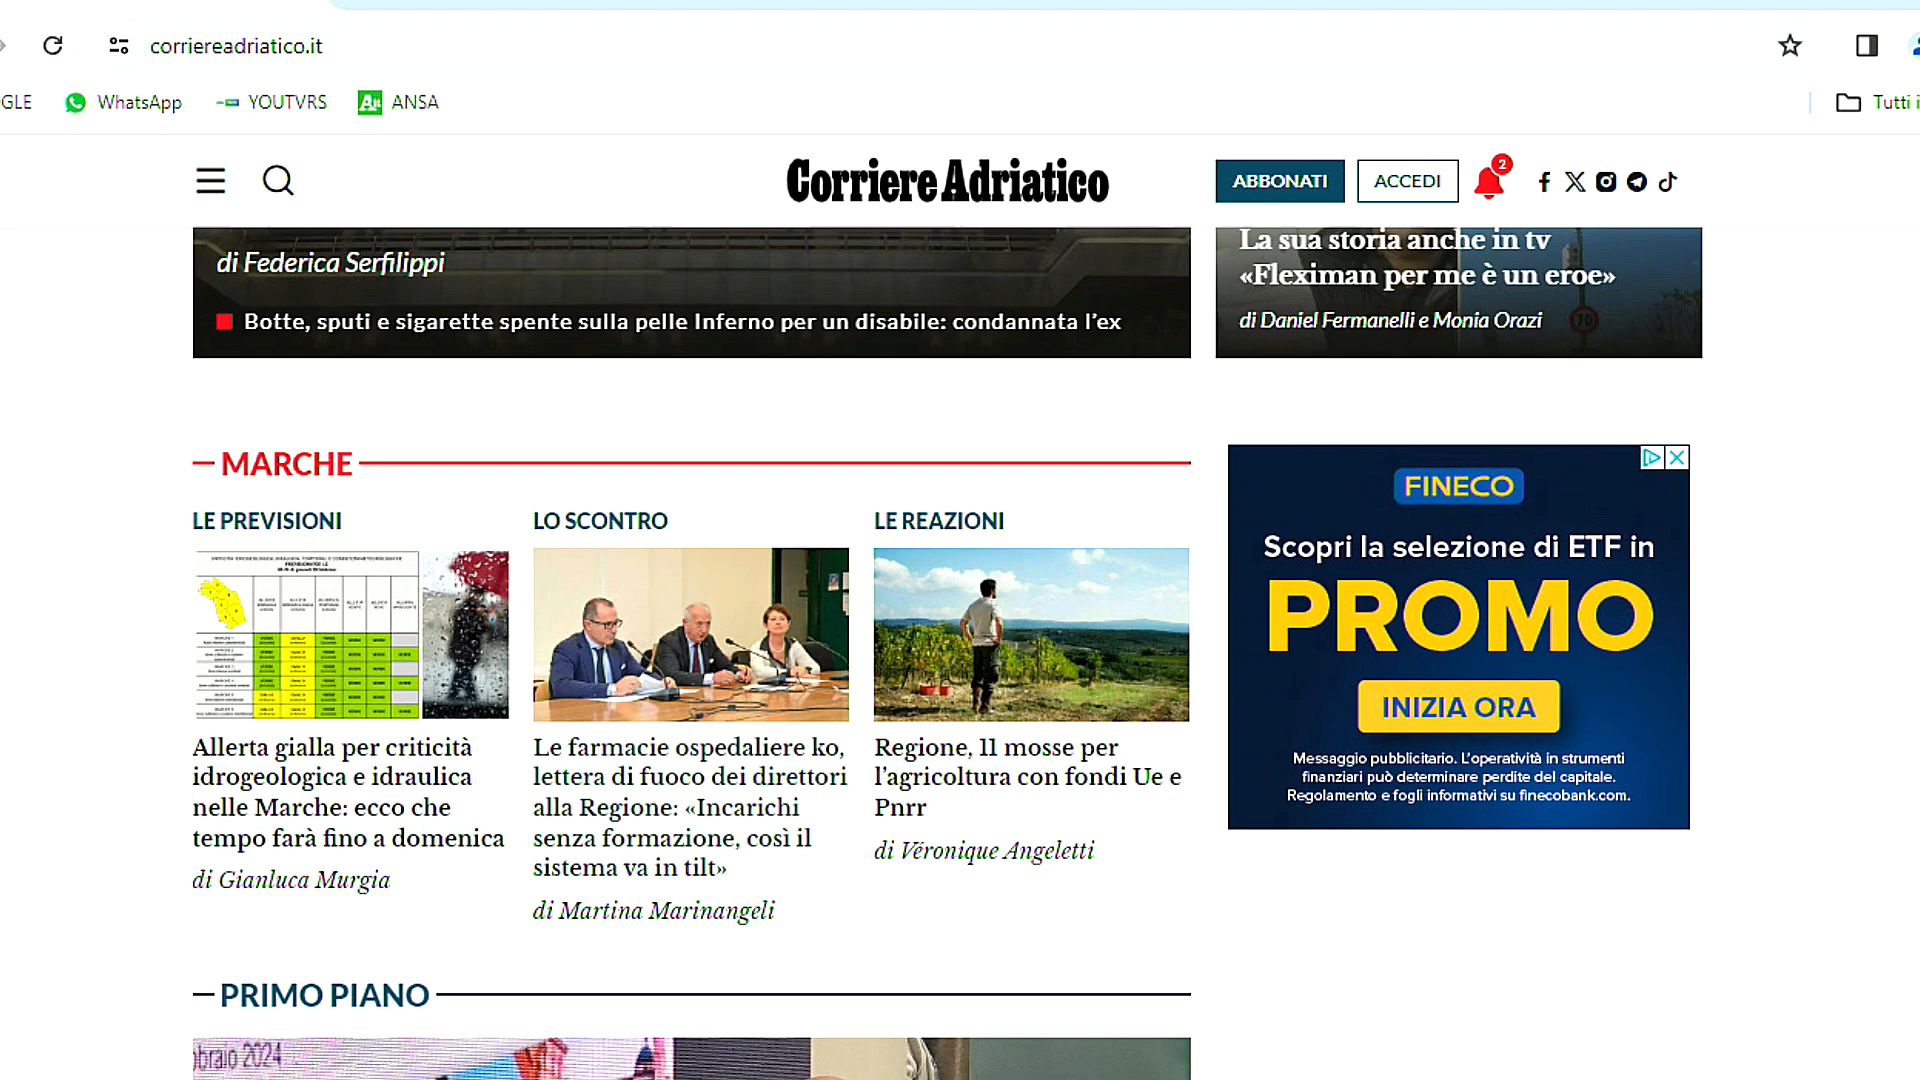 corriereadriatico.it
GLE
WhatsApp
YOUTVRS
ANSA
Tutti i
Corriere Adriatico
ABBONATI
ACCEDI
2
di Federica Serfilippi
Botte, sputi e sigarette spente sulla pelle Inferno per un disabile: condannata l’ex
La sua storia anche in tv
«Fleximan per me è un eroe»
di Daniel Fermanelli e Monia Orazi
70
MARCHE
LE PREVISIONI
Allerta gialla per criticità
idrogeologica e idraulica
nelle Marche: ecco che
tempo farà fino a domenica
di Gianluca Murgia
LO SCONTRO
Le farmacie ospedaliere ko,
lettera di fuoco dei direttori
alla Regione: «Incarichi
senza formazione, così il
sistema va in tilt»
di Martina Marinangeli
LE REAZIONI
Regione, 11 mosse per
l’agricoltura con fondi Ue e
Pnrr
di Véronique Angeletti
FINECO
Scopri la selezione di ETF in
PROMO
INIZIA ORA
Messaggio pubblicitario. L’operatività in strumenti
finanziari può determinare perdite del capitale.
Regolamento e fogli informativi su finecobank.com.
PRIMO PIANO
bbraio 2024